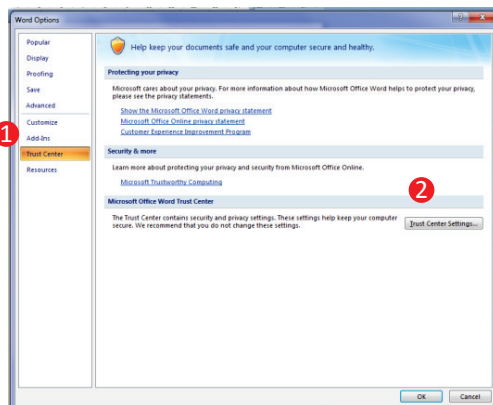 Word Options
Popular
Display
Proofing
Save
Advanced
Customize
Add-Ins
Trust Center
Resources
1
Help keep your documents safe and your computer secure and healthy.
Protecting your privacy
Microsoft cares about your privacy. For more information about how Microsoft Office Word helps to protect your privacy,
please see the privacy statements.
Show the Microsoft Office Word privacy statement
Microsoft Office Online privacy statement
Customer Experience Improvement Program
Security & more
Learn more about protecting your privacy and security from Microsoft Office Online.
Microsoft Trustworthy Computing
2
Microsoft Office Word Trust Center
The Trust Center contains security and privacy settings. These settings help keep your computer
secure. We recommend that you do not change these settings.
Trust Center Settings...
OK
Cancel